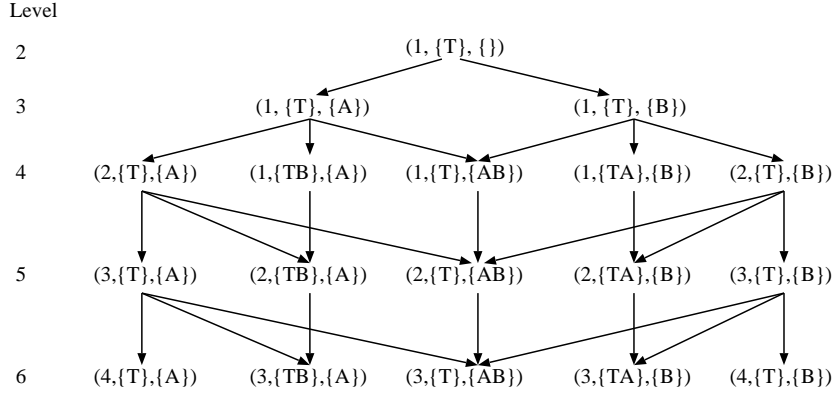 Level
2 (1, {T}, {})
3 (1, {T}, {A}) (1, {T}, {B})
4 (2,{T},{A}) (1,{TB},{A}) (1,{T},{AB}) (1,{TA},{B}) (2,{T},{B})
5 (3,{T},{A}) (2,{TB},{A}) (2,{T},{AB}) (2,{TA},{B}) (3,{T},{B})
6 (4,{T},{A}) (3,{TB},{A}) (3,{T},{AB}) (3,{TA},{B}) (4,{T},{B})